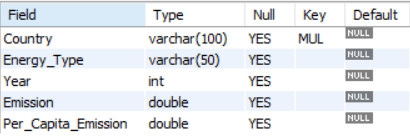 Field Type Null Key Default
Country varchar(100) YES MUL NULL
Energy_Type varchar(50) YES NULL
Year int YES NULL
Emission double YES NULL
Per_Capita_Emission double YES NULL